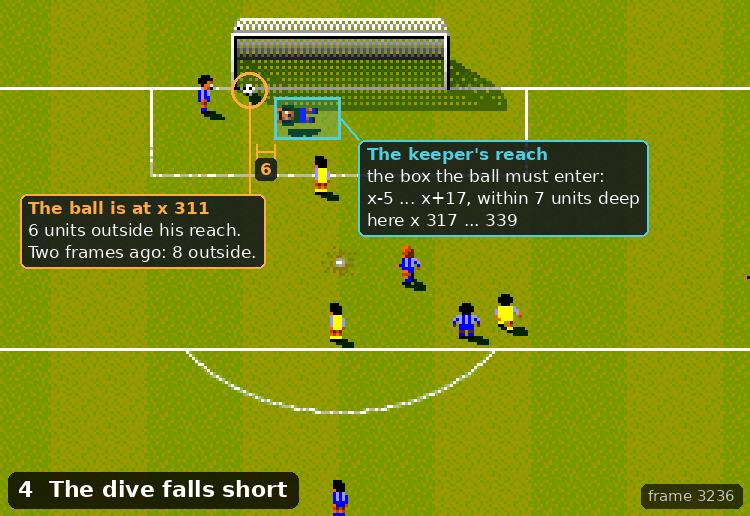 The keeper's reach
the box the ball must enter:
x-5 ... x+17, within 7 units deep
here x 317 ... 339
6
The ball is at x 311
6 units outside his reach.
Two frames ago: 8 outside.
4 The dive falls short
frame 3236